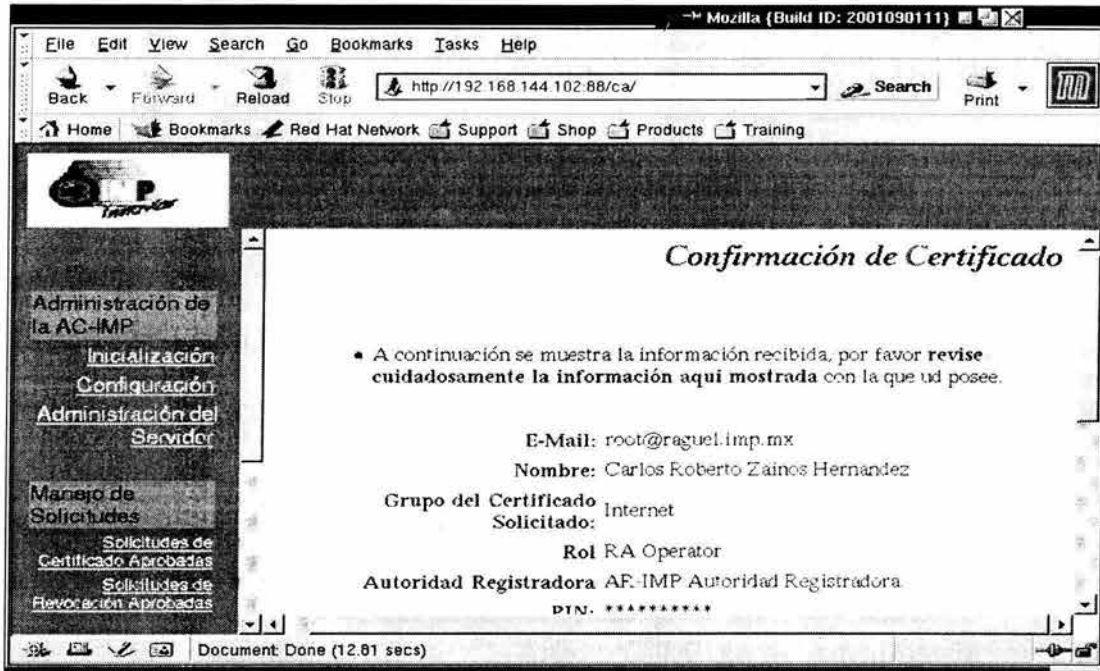 Mozilla {Build ID: 2001090111}
File Edit View Search Go Bookmarks Tasks Help
Back Forward Reload Stop http://192.168.144.102:88/ca/ Search Print
Home Bookmarks Red Hat Network Support Shop Products Training
Confirmación de Certificado
Administración de
la AC-IMP
Inicialización
Configuración
Administración del
Servidor
Manejo de
Solicitudes
Solicitudes de
Certificado Aprobadas
Solicitudes de
Revocación Aprobadas
• A continuación se muestra la información recibida, por favor revise
cuidadosamente la información aqui mostrada con la que ud posee.
E-Mail: root@raguel.imp.mx
Nombre: Carlos Roberto Zainos Hernandez
Grupo del Certificado
Solicitado: Internet
Rol RA Operator
Autoridad Registradora AR-IMP Autoridad Registradora
PIN: **********
Document: Done (12.81 secs)